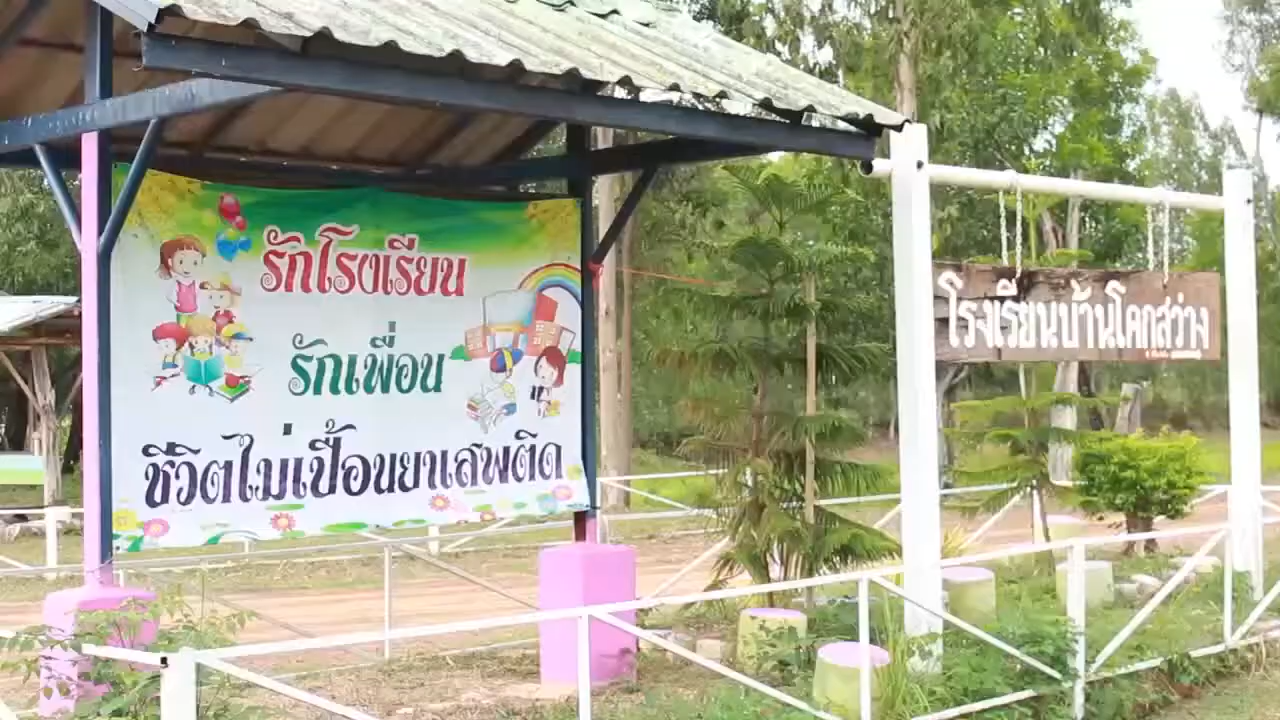 รักโรงเรียน
รักเพื่อน
ชีวิตไม่เปื้อนยาเสพติด
โรงเรียนบ้านโคกสว่าง